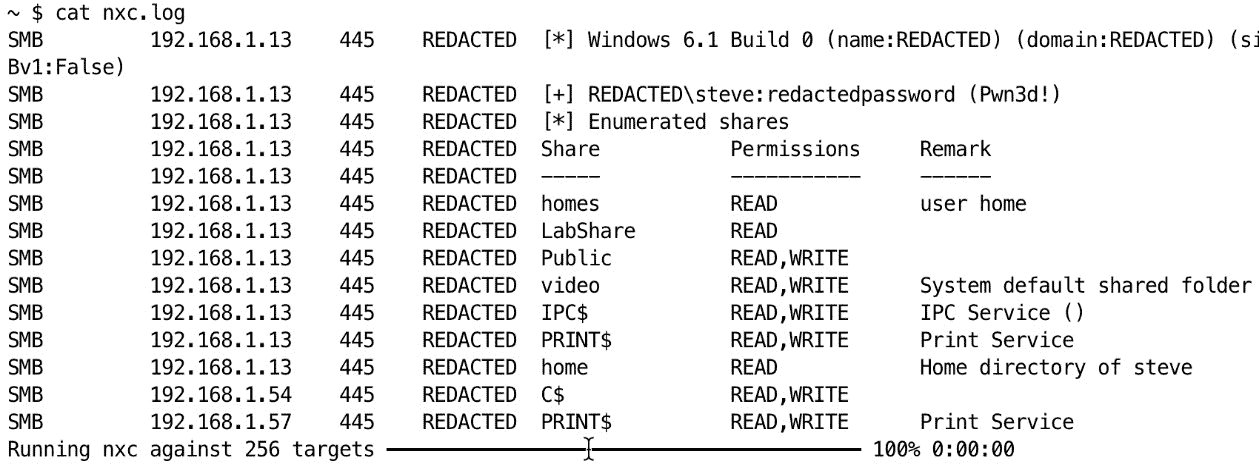 ~ $ cat nxc.log
SMB 192.168.1.13 445 REDACTED [*] Windows 6.1 Build 0 (name:REDACTED) (domain:REDACTED) (si
Bv1:False)
SMB 192.168.1.13 445 REDACTED [+] REDACTED\steve:redactedpassword (Pwn3d!)
SMB 192.168.1.13 445 REDACTED [*] Enumerated shares
SMB 192.168.1.13 445 REDACTED Share Permissions Remark
SMB 192.168.1.13 445 REDACTED ----- ----------- ------
SMB 192.168.1.13 445 REDACTED homes READ user home
SMB 192.168.1.13 445 REDACTED LabShare READ
SMB 192.168.1.13 445 REDACTED Public READ,WRITE
SMB 192.168.1.13 445 REDACTED video READ,WRITE System default shared folder
SMB 192.168.1.13 445 REDACTED IPC$ READ,WRITE IPC Service ()
SMB 192.168.1.13 445 REDACTED PRINT$ READ,WRITE Print Service
SMB 192.168.1.13 445 REDACTED home READ Home directory of steve
SMB 192.168.1.54 445 REDACTED C$ READ,WRITE
SMB 192.168.1.57 445 REDACTED PRINT$ READ,WRITE Print Service
Running nxc against 256 targets ━━━━━━━━━━━━━━━━━━━━━━━━━━━━━━━━━━━━━━━━ 100% 0:00:00